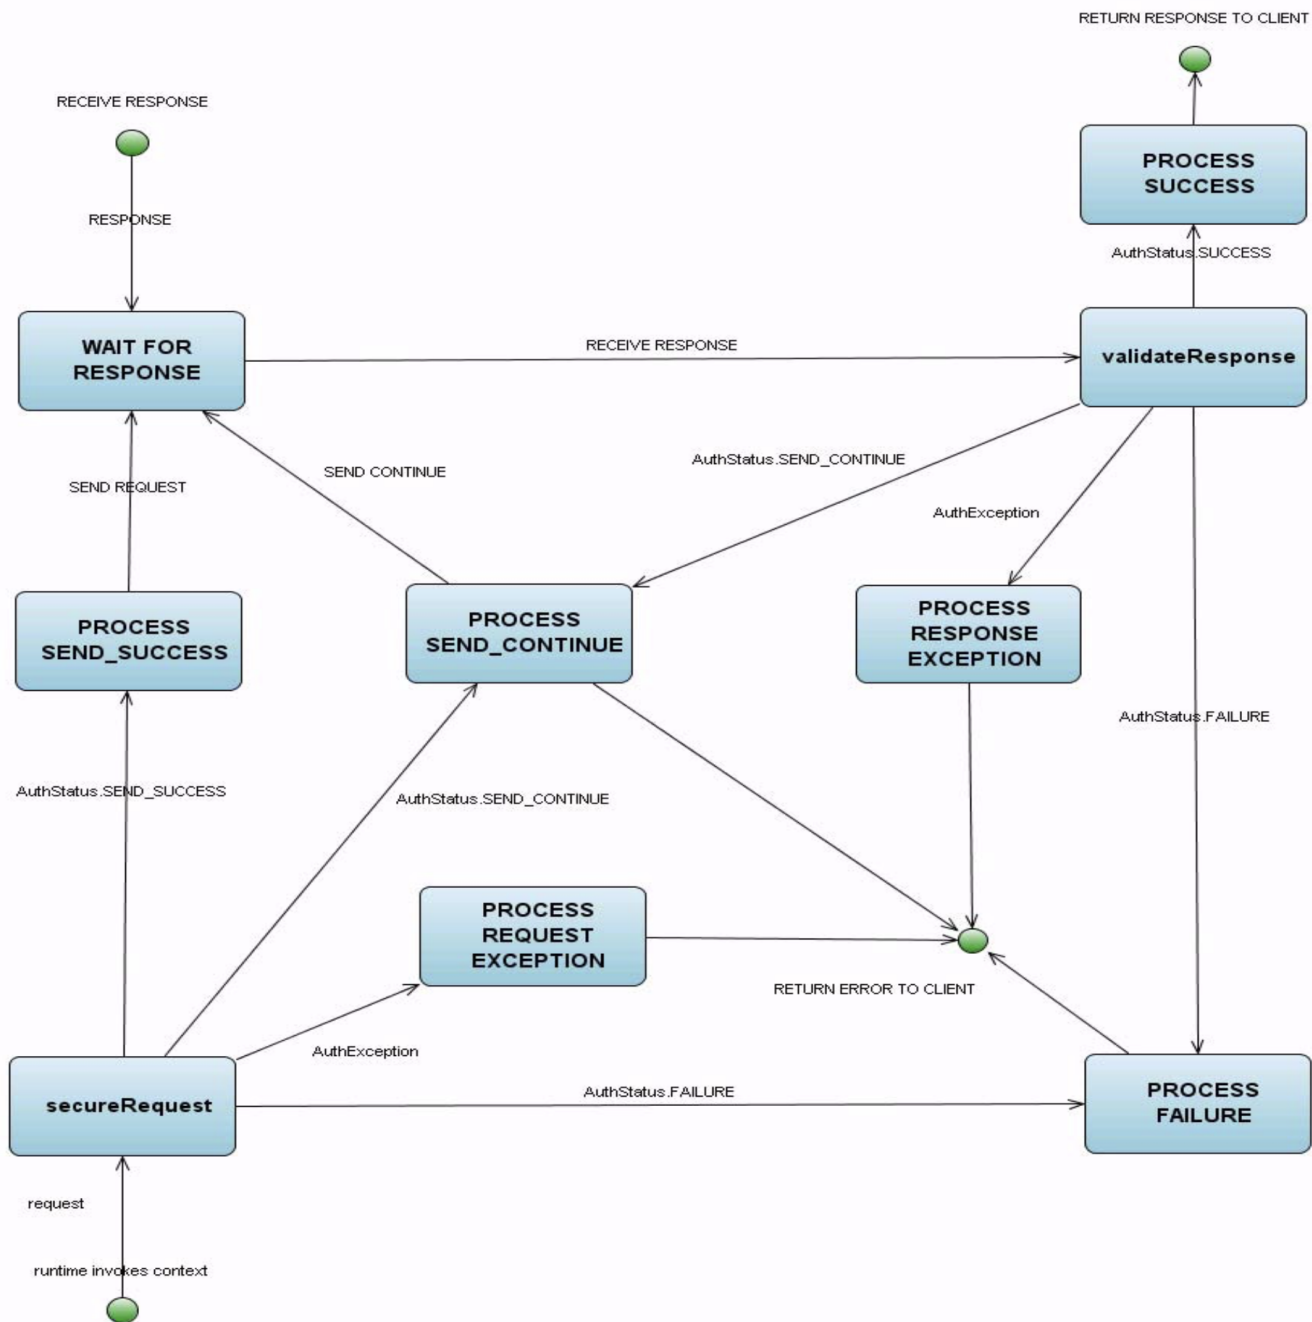 RETURN RESPONSE TO CLIENT
RECEIVE RESPONSE
PROCESS
SUCCESS
RESPONSE
AuthStatus.SUCCESS
WAIT FOR
RESPONSE
RECEIVE RESPONSE
validateResponse
SEND CONTINUE
AuthStatus.SEND_CONTINUE
SEND REQUEST
AuthException
PROCESS
SEND_SUCCESS
PROCESS
SEND_CONTINUE
PROCESS
RESPONSE
EXCEPTION
AuthStatus.FAILURE
AuthStatus.SEND_SUCCESS
AuthStatus.SEND_CONTINUE
PROCESS
REQUEST
EXCEPTION
RETURN ERROR TO CLIENT
AuthException
secureRequest
AuthStatus.FAILURE
PROCESS
FAILURE
request
runtime invokes context